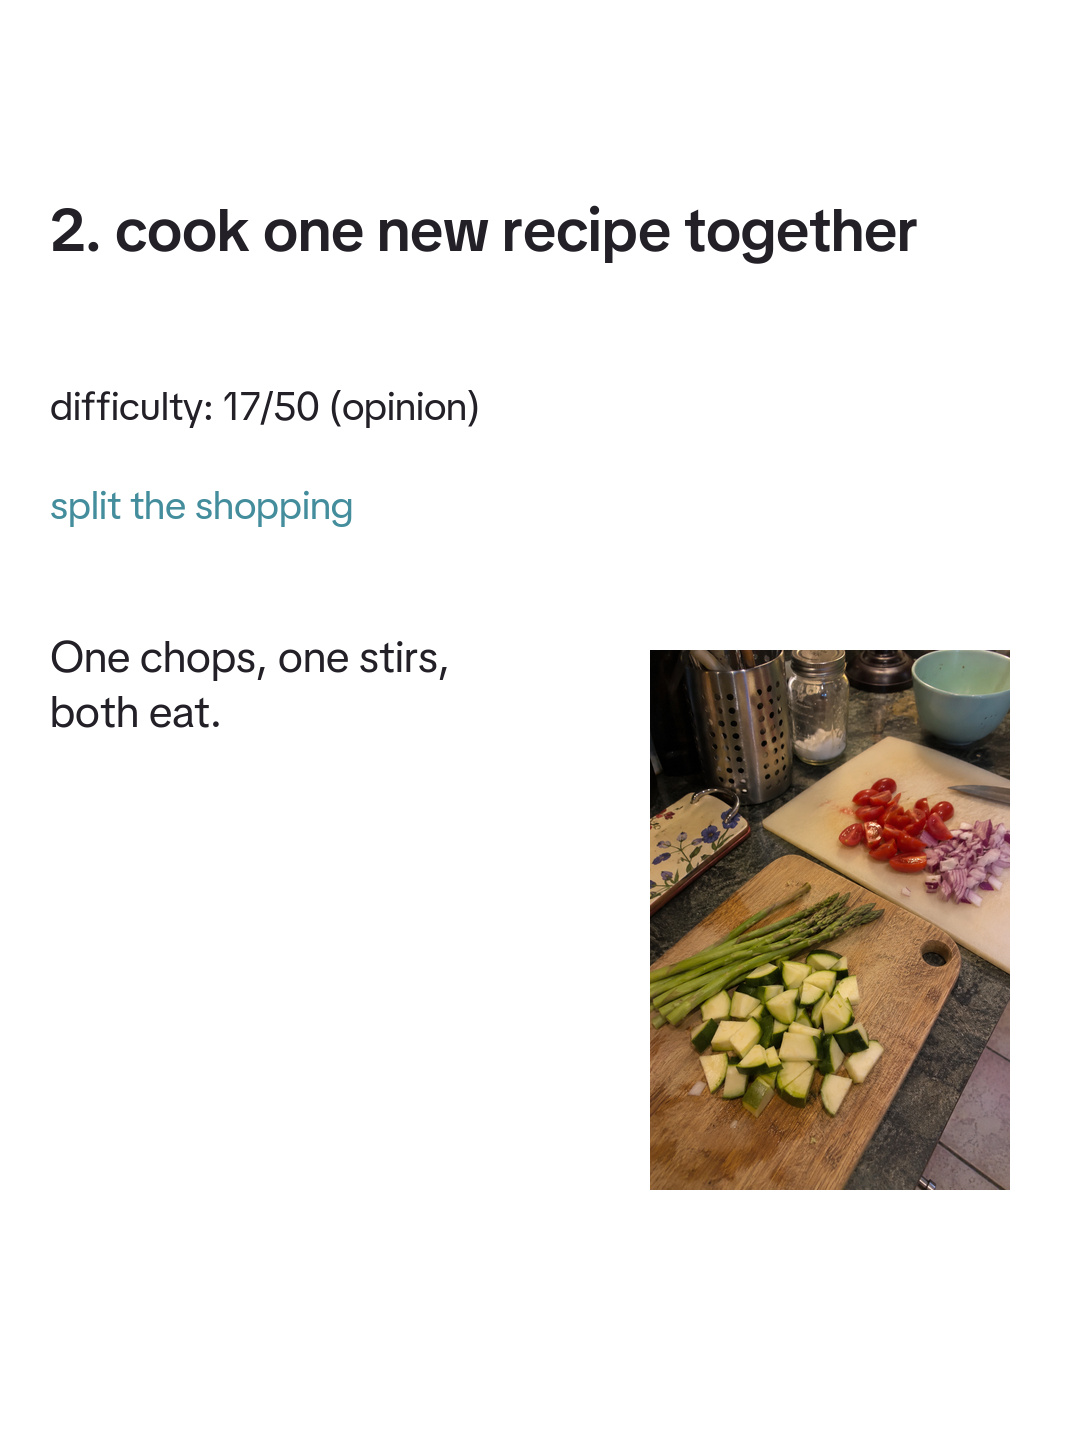 2. cook one new recipe together
difficulty: 17/50 (opinion)
split the shopping
One chops, one stirs,
both eat.